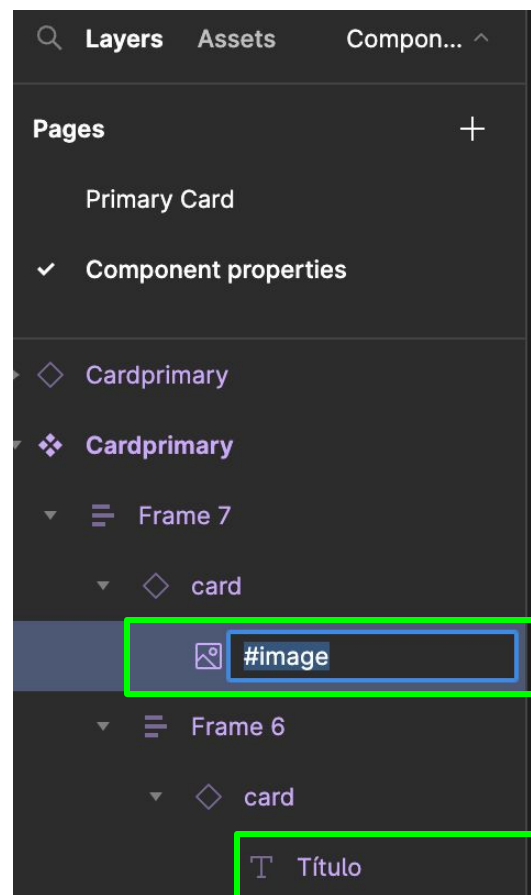 Layers Assets Compon...
Pages
Primary Card
Component properties
Cardprimary
Cardprimary
Frame 7
card
#image
Frame 6
card
Título